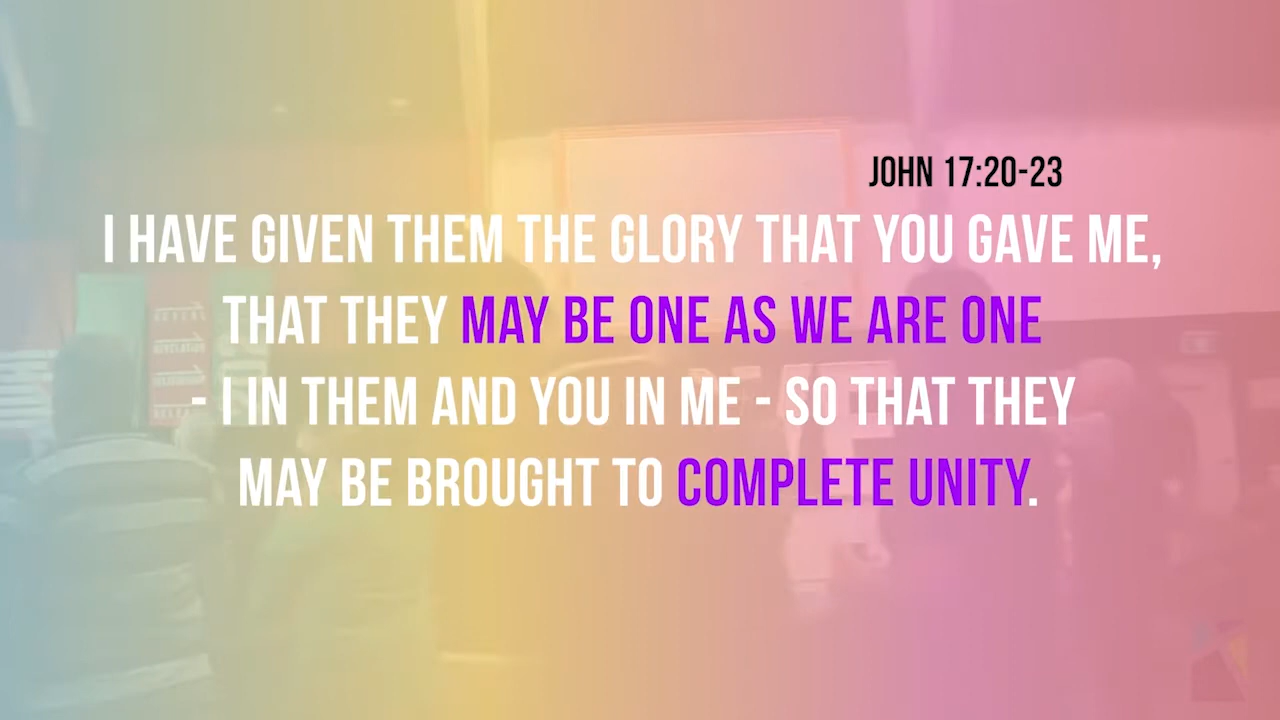 JOHN 17:20-23
I HAVE GIVEN THEM THE GLORY THAT YOU GAVE ME,
THAT THEY MAY BE ONE AS WE ARE ONE
- I IN THEM AND YOU IN ME - SO THAT THEY
MAY BE BROUGHT TO COMPLETE UNITY.